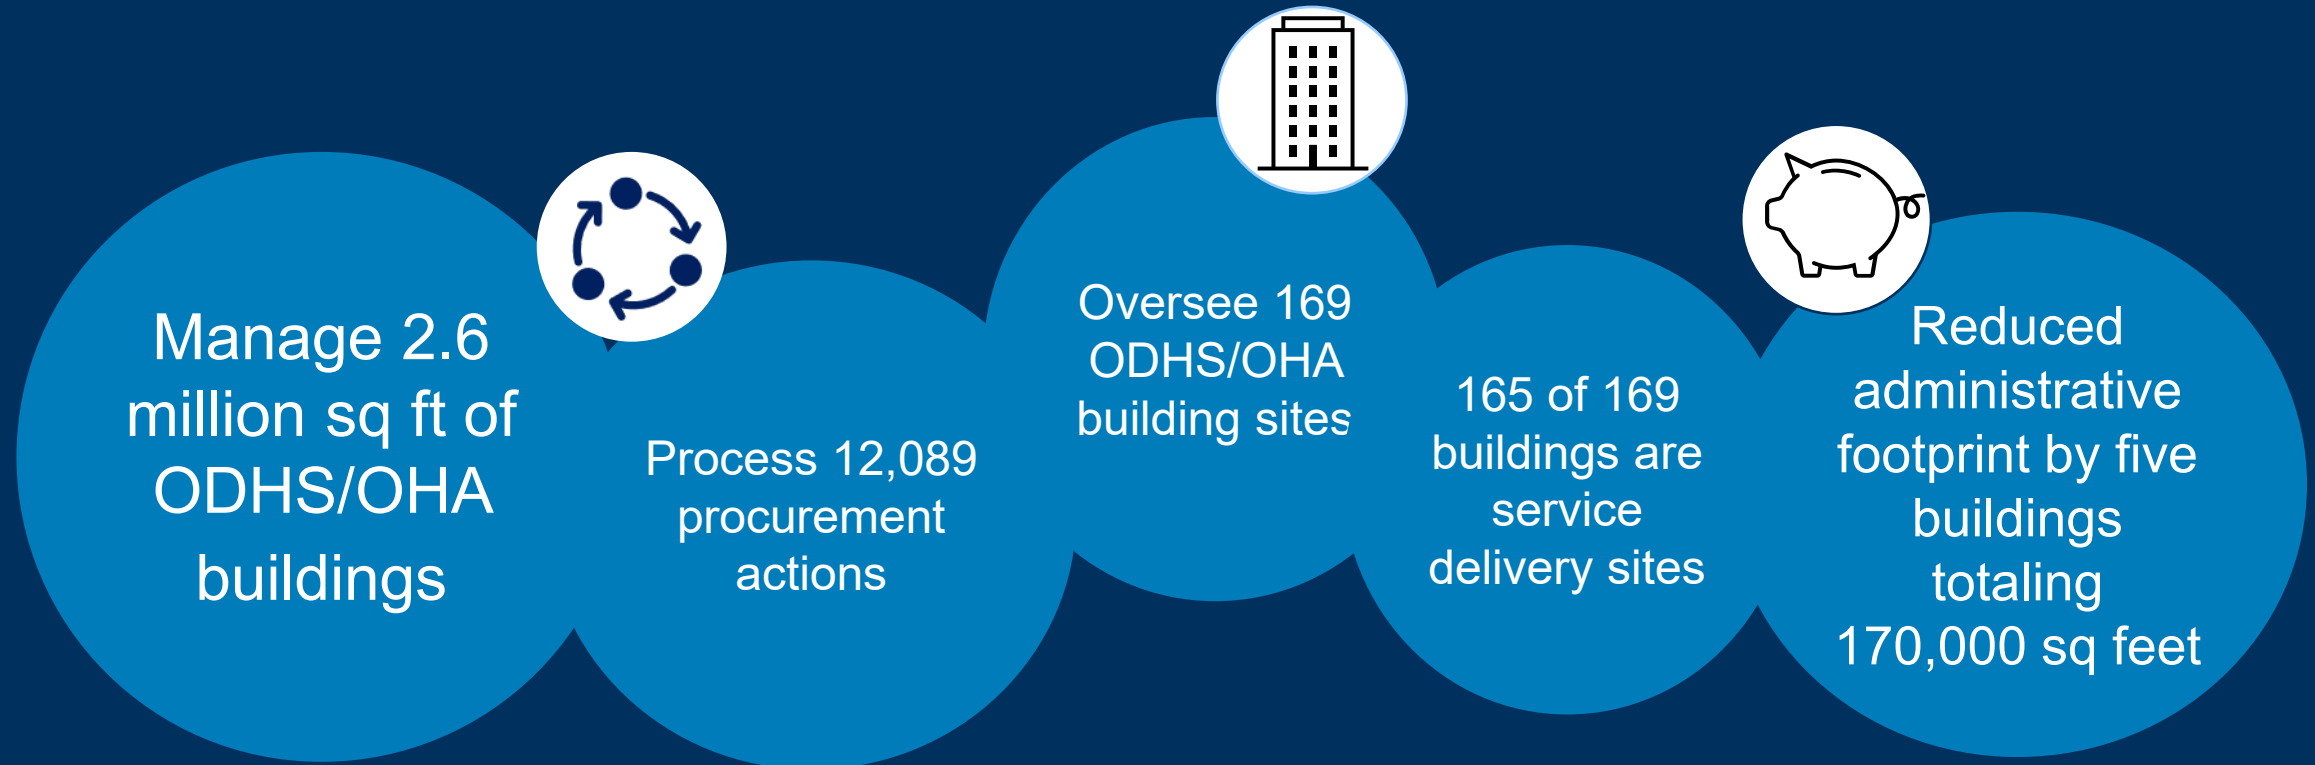 Manage 2.6
million sq ft of
ODHS/OHA
buildings
Process 12,089
procurement
actions
Oversee 169
ODHS/OHA
building sites
165 of 169
buildings are
service
delivery sites
Reduced
administrative
footprint by five
buildings
totaling
170,000 sq feet